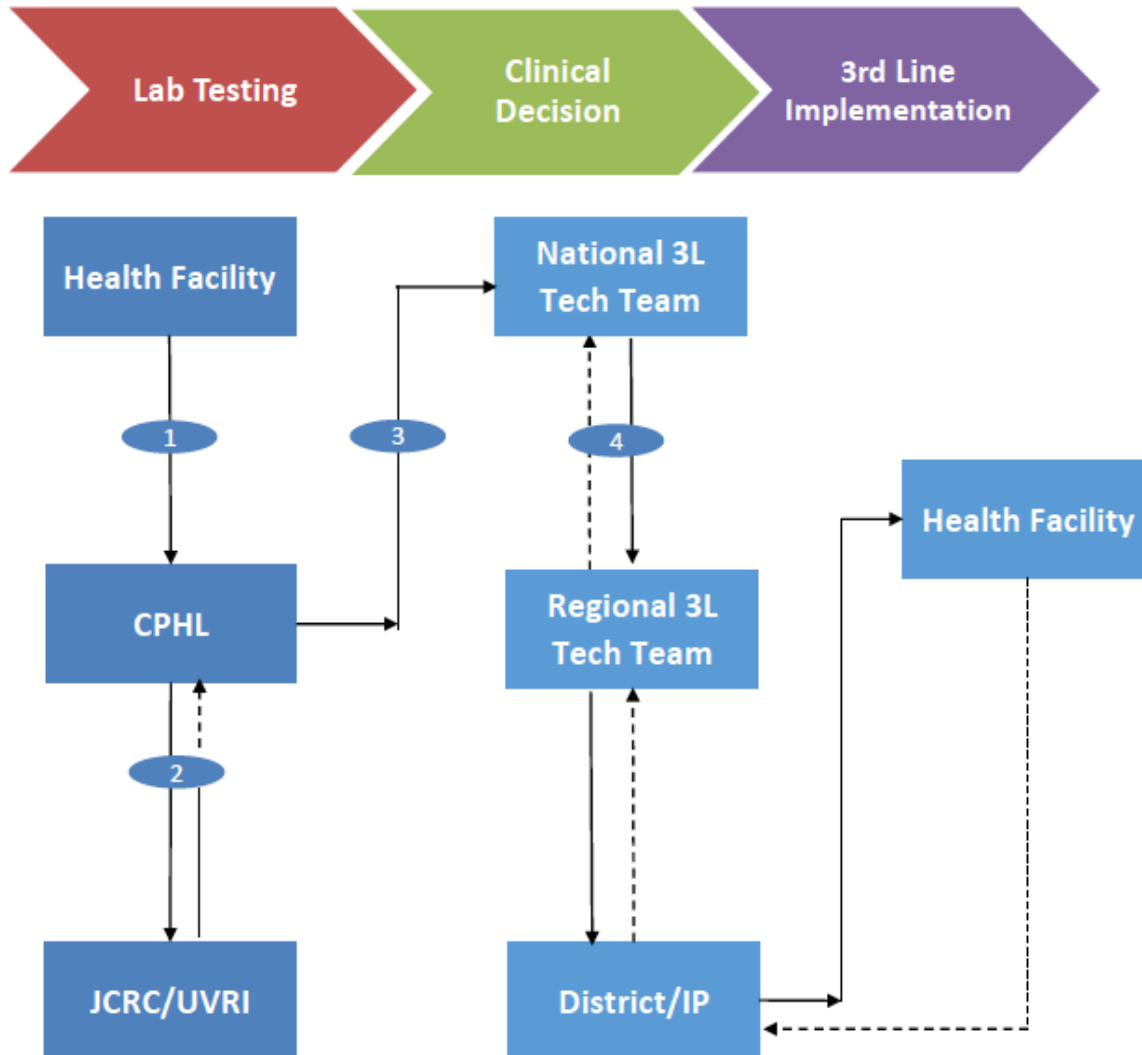 Lab Testing
Clinical
Decision
3rd Line
Implementation
Health Facility
National 3L
Tech Team
3
1
4
Health Facility
CPHL
Regional 3L
Tech Team
2
JCRC/UVRI
District/IP